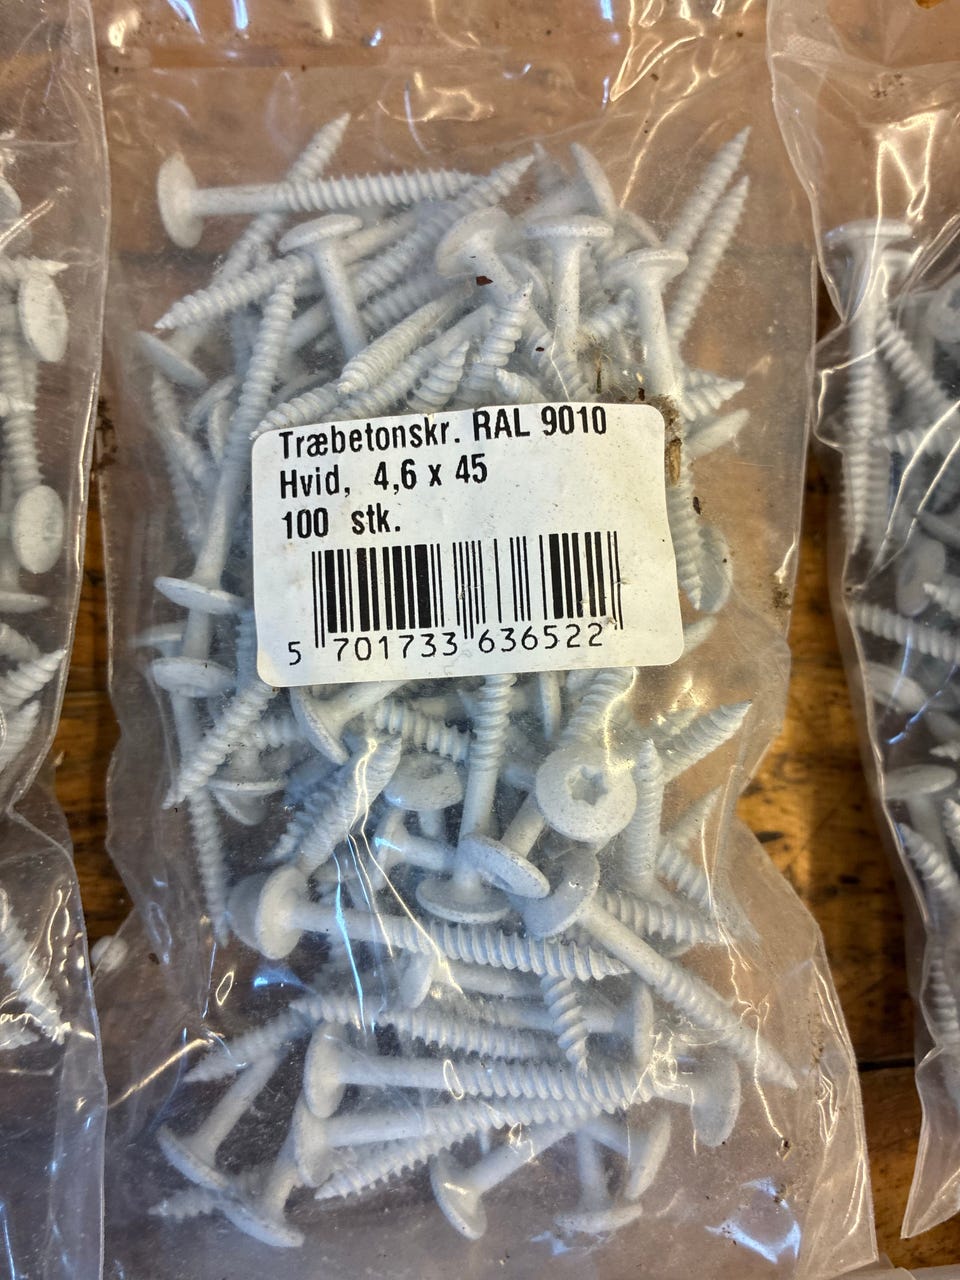 Træbetonskr. RAL 9010
Hvid, 4,6 x 45
100 stk.
5 701733 636522